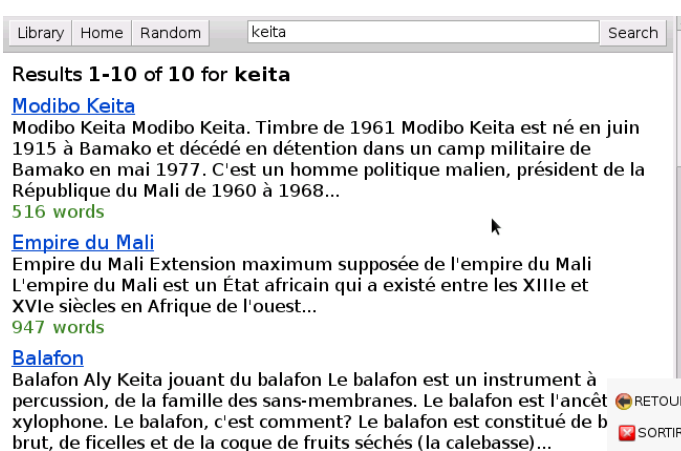 Library Home Random keita Search
Results 1-10 of 10 for keita
Modibo Keita
Modibo Keita Modibo Keita. Timbre de 1961 Modibo Keita est né en juin
1915 à Bamako et décédé en détention dans un camp militaire de
Bamako en mai 1977. C'est un homme politique malien, président de la
République du Mali de 1960 à 1968...
516 words
Empire du Mali
Empire du Mali Extension maximum supposée de l'empire du Mali
L'empire du Mali est un État africain qui a existé entre les XIIIe et
XVIe siècles en Afrique de l'ouest...
947 words
Balafon
Balafon Aly Keita jouant du balafon Le balafon est un instrument à
percussion, de la famille des sans-membranes. Le balafon est l'ancêt
xylophone. Le balafon, c'est comment? Le balafon est constitué de b
brut, de ficelles et de la coque de fruits séchés (la calebasse)...
RETOU
SORTIR